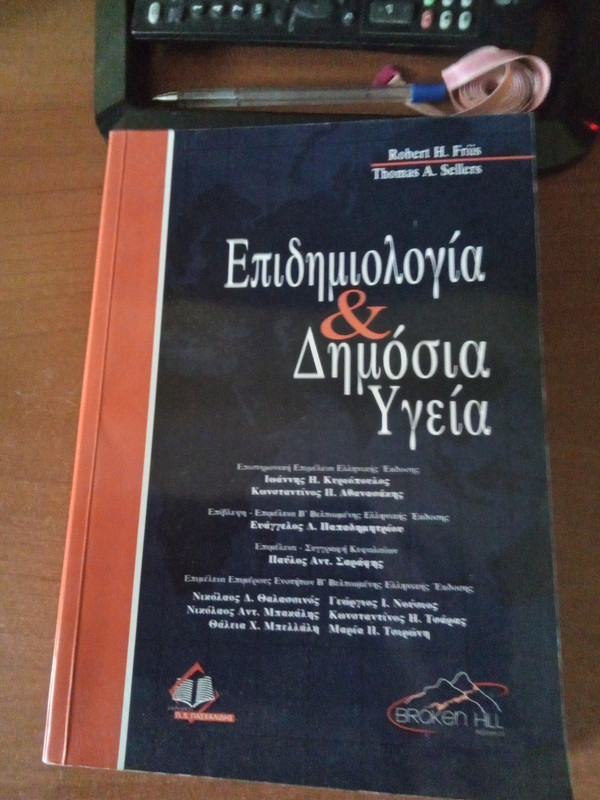 Robert H. Friis
Thomas A. Sellers
Επιδημιολογία
&
Δημόσια
Υγεία
Επιστημονική Επιμέλεια Ελληνικής Έκδοσης
Ιωάννης Η. Κυριόπουλος
Κωνσταντίνος Π. Αθανασάκης
Επίβλεψη - Επιμέλεια Β' Βελτιωμένης Ελληνικής Έκδοσης
Ευάγγελος Δ. Παπαδημητρίου
Επιμέλεια - Συγγραφή Κεφαλαίων
Παύλος Αντ. Σαράφης
Επιμέλεια Επιμέρους Ενοτήτων Β' Βελτιωμένης Ελληνικής Έκδοσης
Νικόλαος Δ. Θαλασσινός Γεώργιος Ι. Νούσιος
Νικόλαος Αντ. Μπακάλης Κωνσταντίνος Η. Τσάρας
Θάλεια Χ. Μπελλάλη Μαρία Π. Τσιρώνη
Π.Χ. ΠΑΣΧΑΛΙΔΗΣ
BROKEN HILL